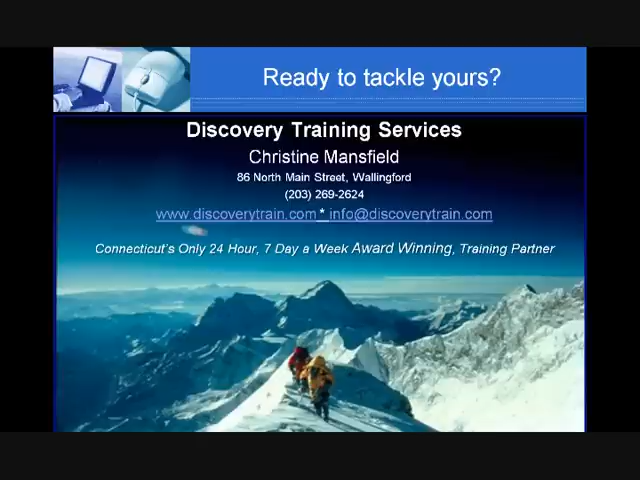 Ready to tackle yours?
Discovery Training Services
Christine Mansfield
86 North Main Street, Wallingford
(203) 269-2624
www.discoverytrain.com * info@discoverytrain.com
Connecticut's Only 24 Hour, 7 Day a Week Award Winning, Training Partner